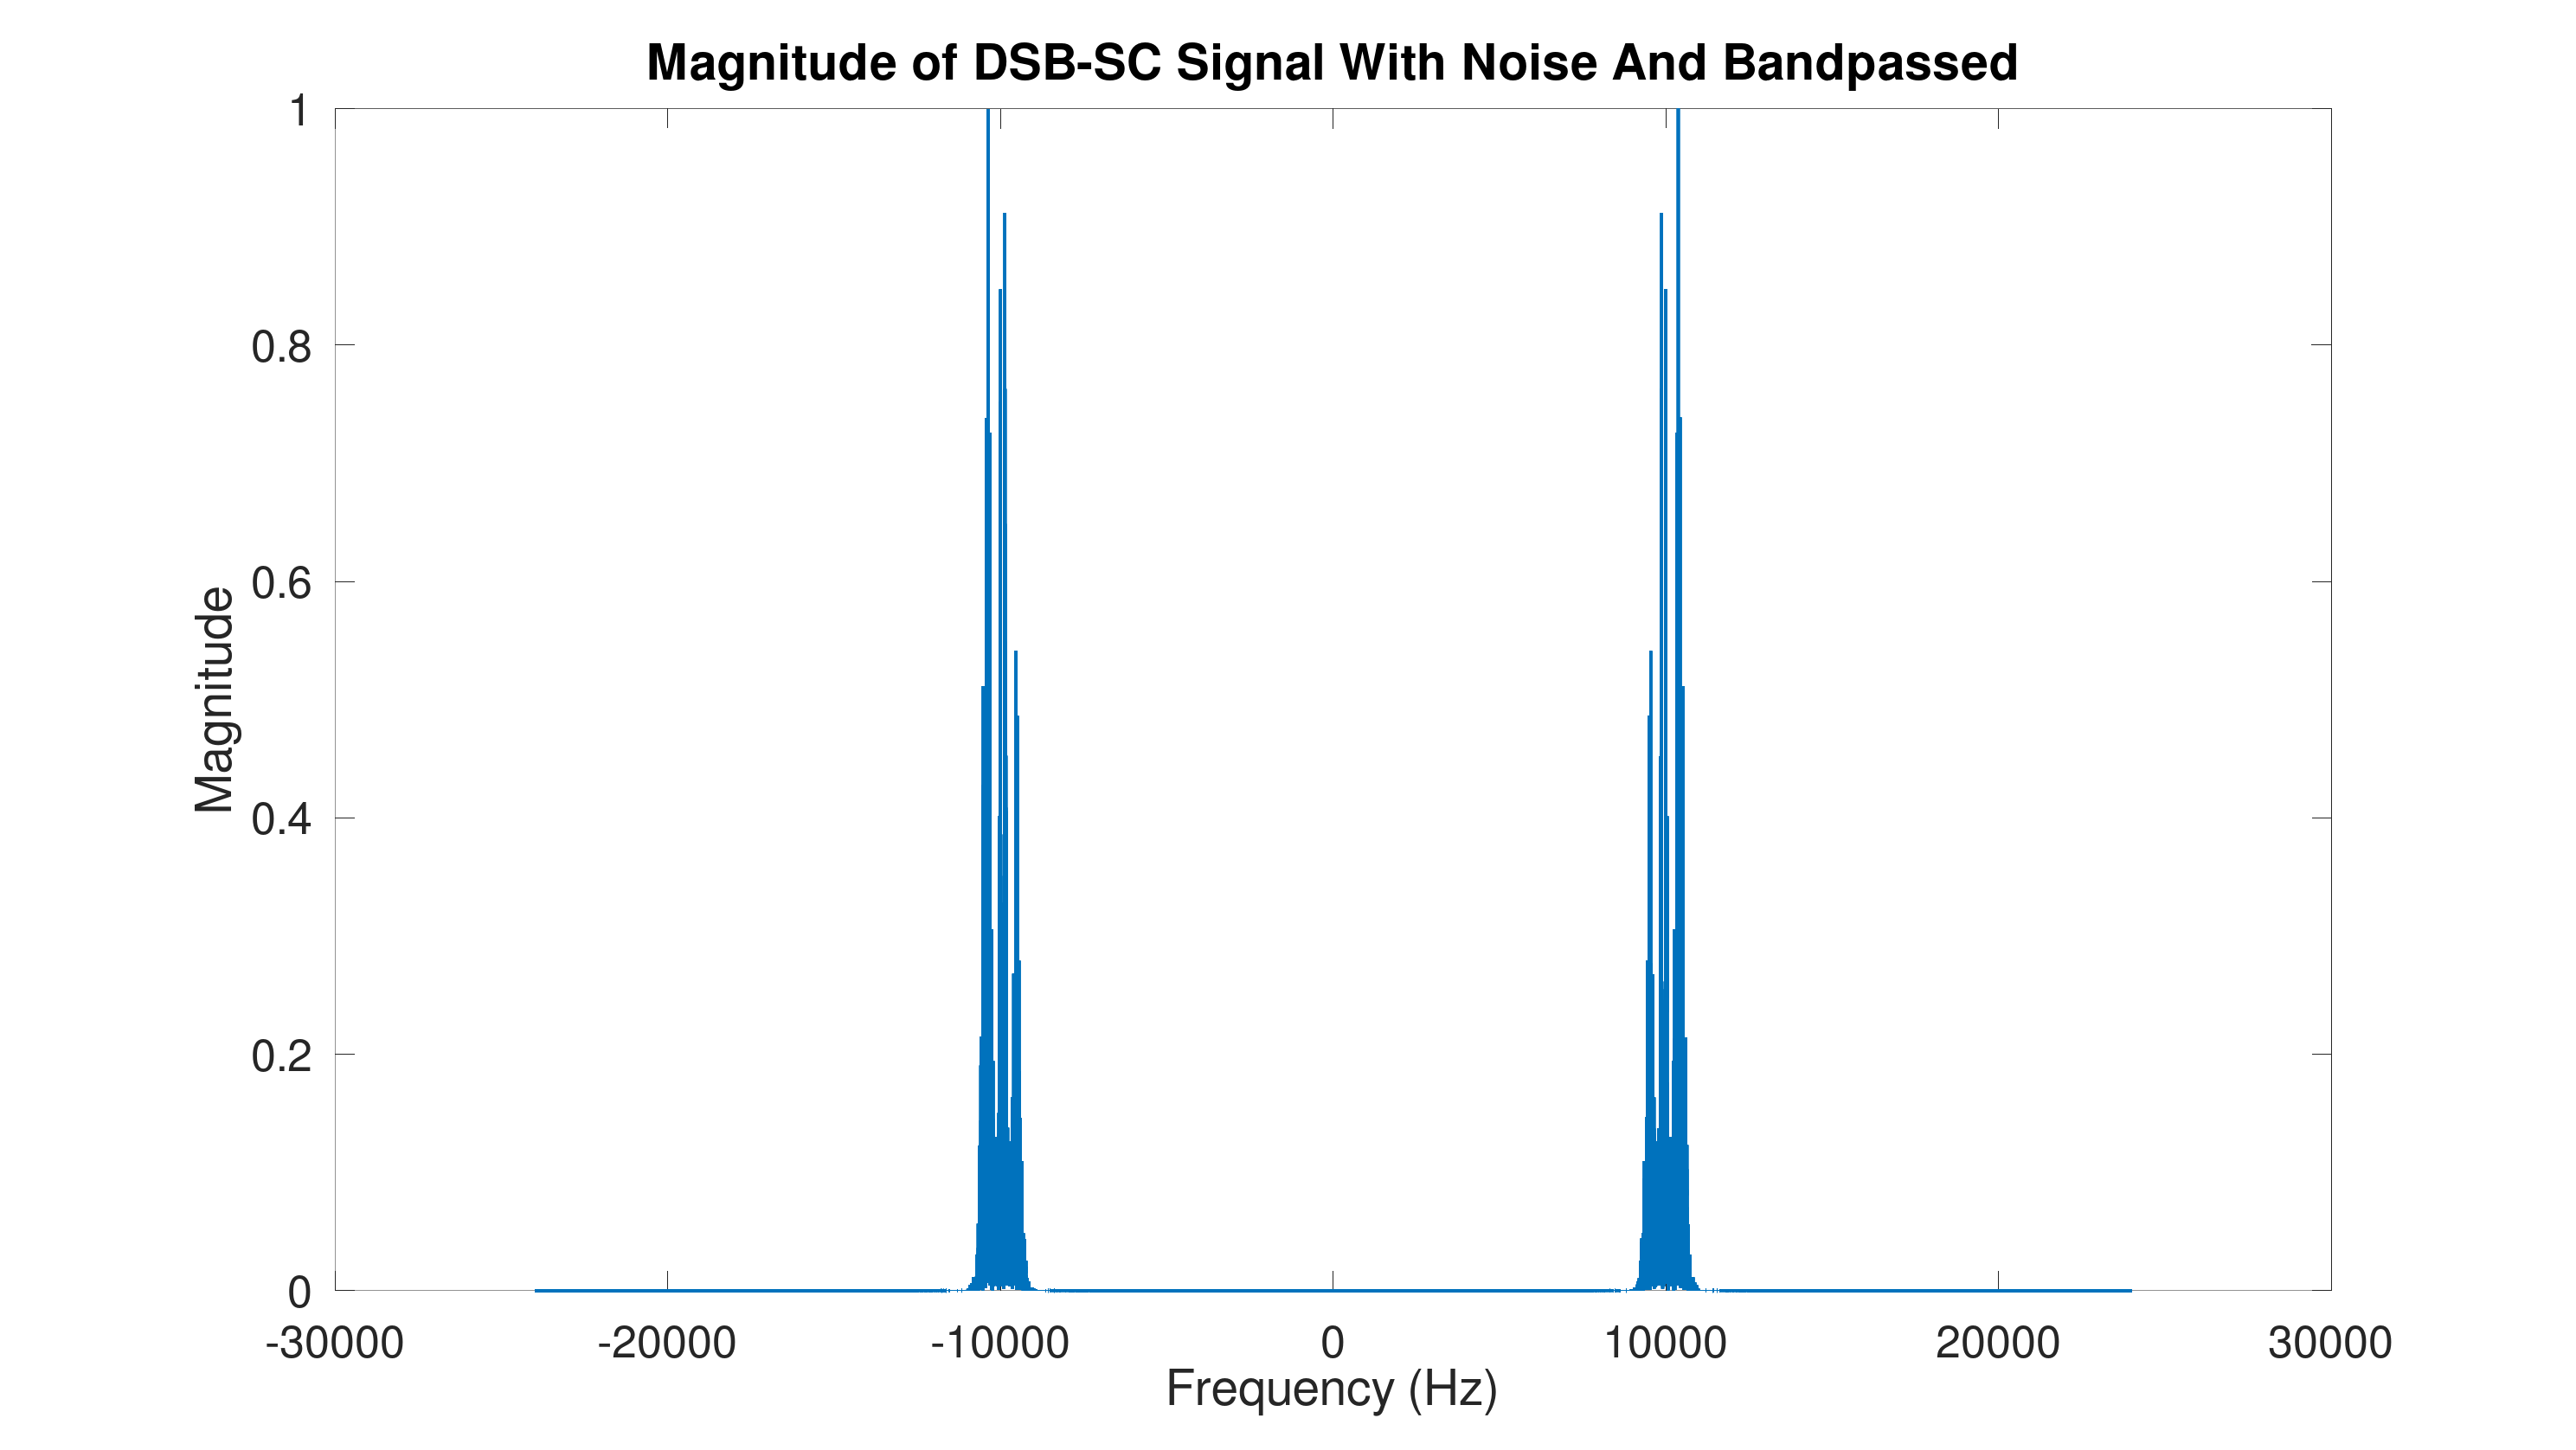 Magnitude of DSB-SC Signal With Noise And Bandpassed
1
0.8
0.6
0.4
0.2
0
Magnitude
-30000 -20000 -10000 0 10000 20000 30000
Frequency (Hz)